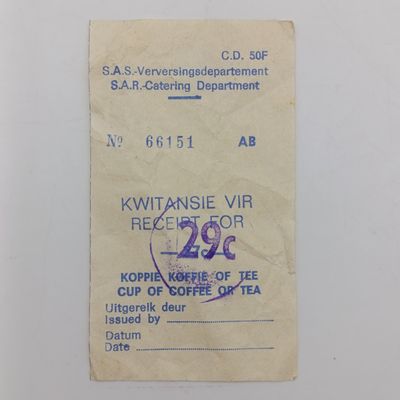 C.D. 50F
S.A.S.-Verversingsdepartement
S.A.R.-Catering Department
No 66151 AB
KWITANSIE VIR
RECEIPT FOR
29c
KOPPIE KOFFIE OF TEE
CUP OF COFFEE OR TEA
Uitgereik deur
Issued by
Datum
Date